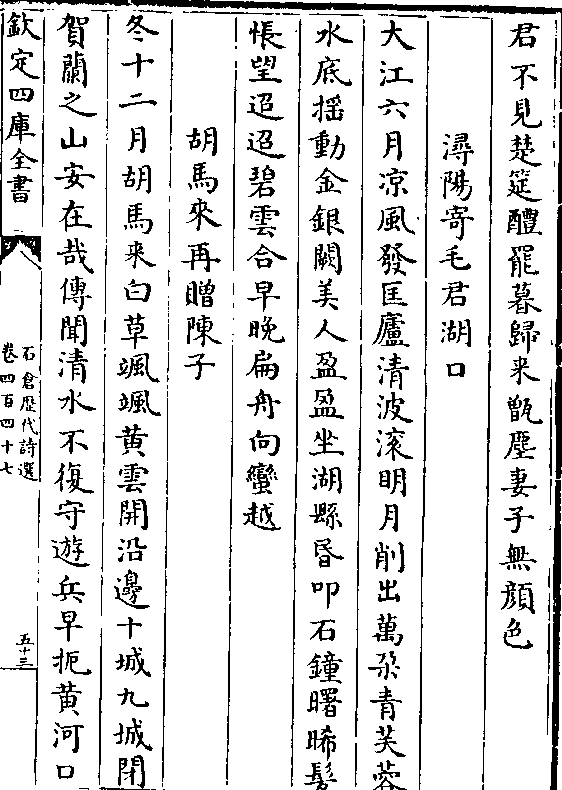 君不見楚筵醴罷暮歸来甑塵妻子無顔色
潯陽寄毛君湖口
大江六月凉風發匡廬清波滚明月削出萬朶青芙蓉
水底揺動金銀闕美人盈盈坐湖縣昏叩石鐘曙晞髮
悵望迢迢碧雲合早晚扁舟向蠻越
胡馬來再贈陳子
冬十二月胡馬来白草颯颯黄雲開沿邊十城九城閉
賀蘭之山安在哉傳聞清水不復守遊兵早扼黄河口
欽定四庫全書
石倉歴代詩選
卷四百四十七
五十三